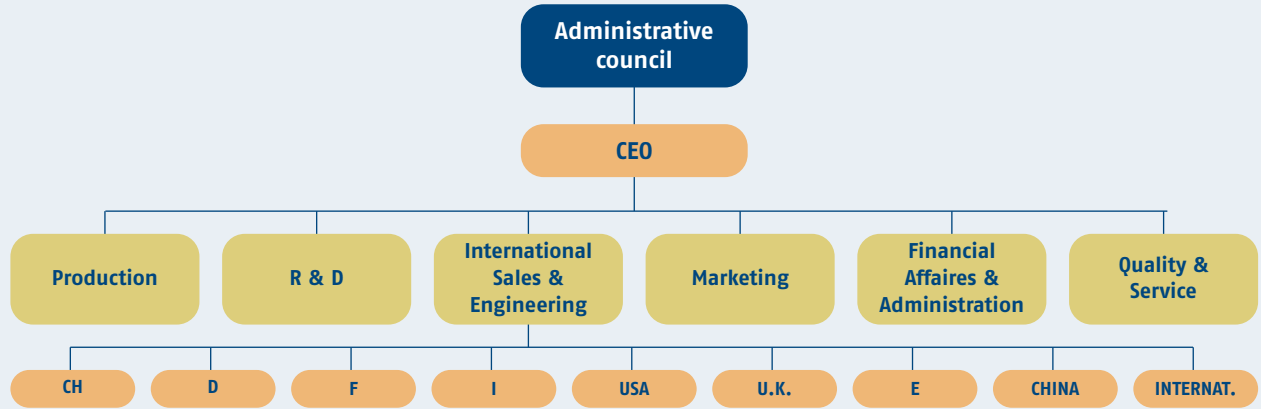 Administrative
council
CEO
Production
R & D
International
Sales &
Engineering
Marketing
Financial
Affaires &
Administration
Quality &
Service
CH
D
F
I
USA
U.K.
E
CHINA
INTERNAT.